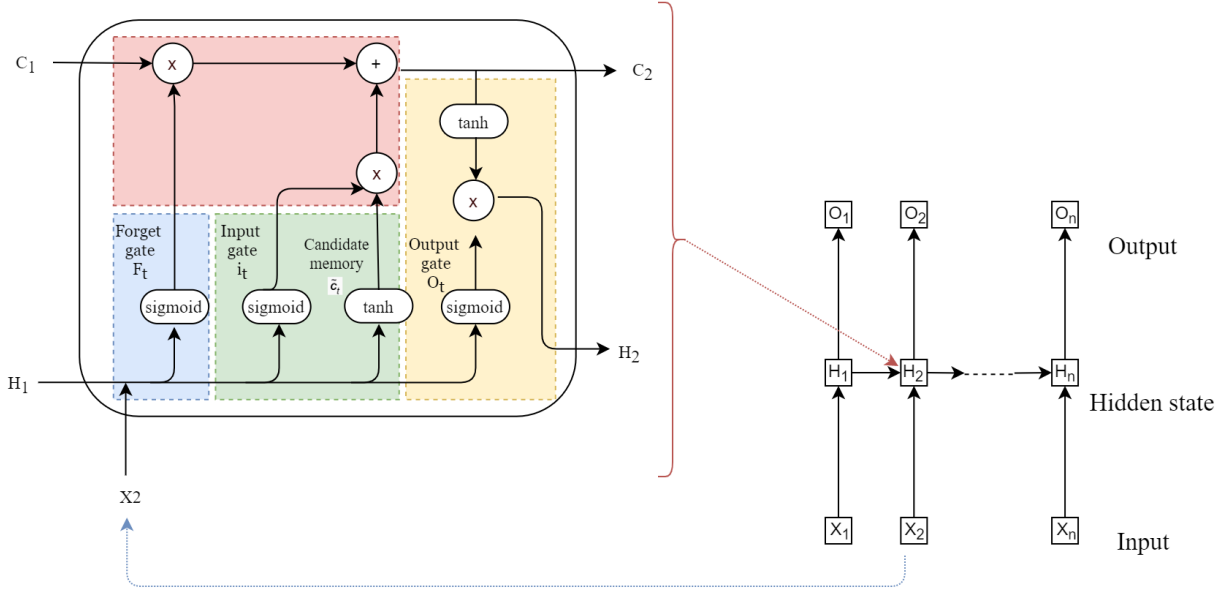 C₁
x
+
C₂
tanh
x
x
Forget
gate
Fₜ
Input
gate
iₜ
Candidate
memory
c̃ₜ
Output
gate
Oₜ
sigmoid
sigmoid
tanh
sigmoid
H₁
H₂
X2
O₁
O₂
Oₙ
Output
H₁
H₂
Hₙ
Hidden state
X₁
X₂
Xₙ
Input